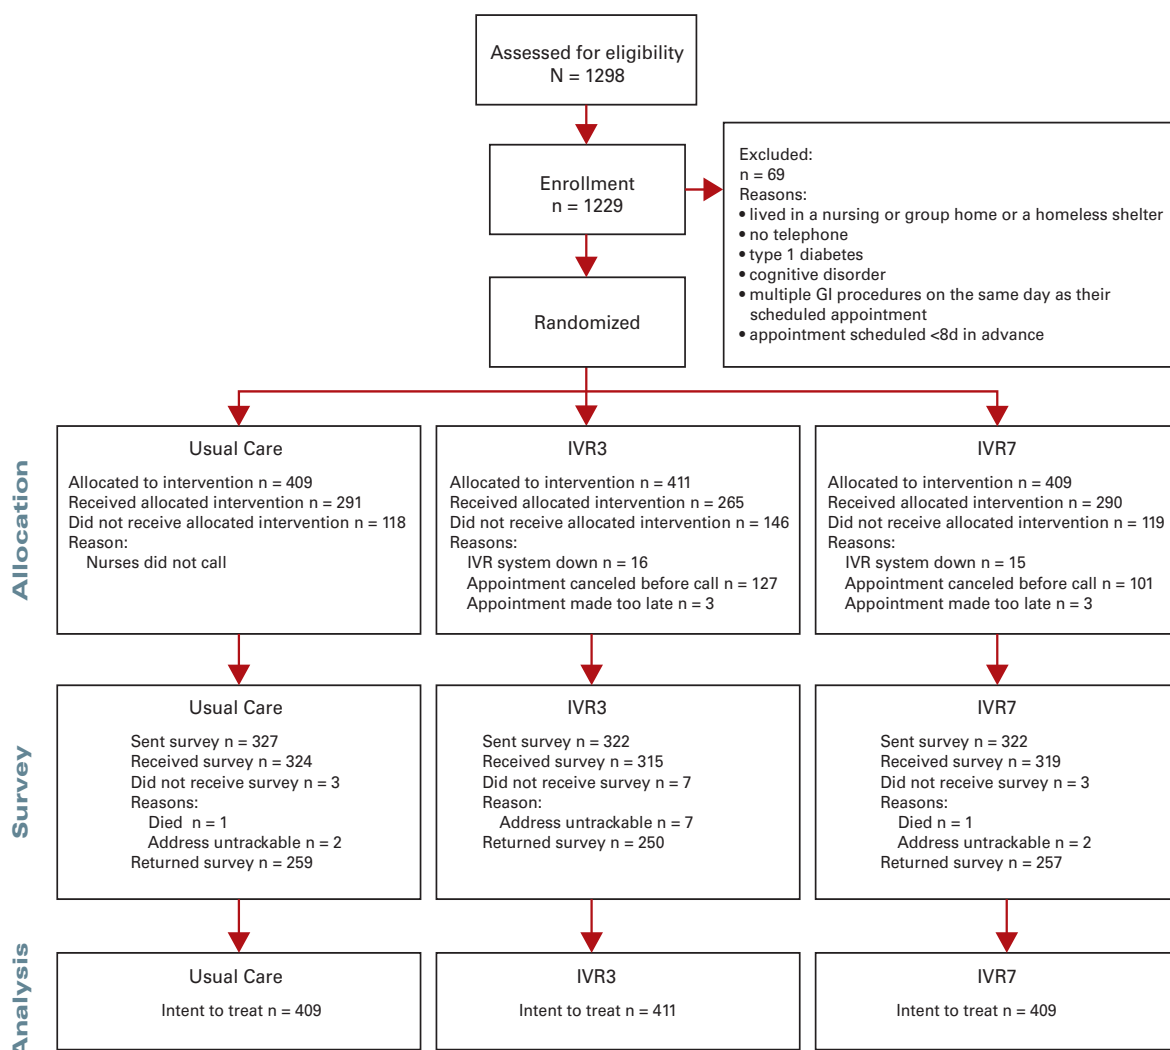 Assessed for eligibility
N = 1298
Enrollment
n = 1229
Excluded:
n = 69
Reasons:
• lived in a nursing or group home or a homeless shelter
• no telephone
• type 1 diabetes
• cognitive disorder
• multiple GI procedures on the same day as their
scheduled appointment
• appointment scheduled <8d in advance
Randomized
Allocation
Usual Care
Allocated to intervention n = 409
Received allocated intervention n = 291
Did not receive allocated intervention n = 118
Reason:
Nurses did not call
IVR3
Allocated to intervention n = 411
Received allocated intervention n = 265
Did not receive allocated intervention n = 146
Reasons:
IVR system down n = 16
Appointment canceled before call n = 127
Appointment made too late n = 3
IVR7
Allocated to intervention n = 409
Received allocated intervention n = 290
Did not receive allocated intervention n = 119
Reasons:
IVR system down n = 15
Appointment canceled before call n = 101
Appointment made too late n = 3
Survey
Usual Care
Sent survey n = 327
Received survey n = 324
Did not receive survey n = 3
Reasons:
Died n = 1
Address untrackable n = 2
Returned survey n = 259
IVR3
Sent survey n = 322
Received survey n = 315
Did not receive survey n = 7
Reason:
Address untrackable n = 7
Returned survey n = 250
IVR7
Sent survey n = 322
Received survey n = 319
Did not receive survey n = 3
Reasons:
Died n = 1
Address untrackable n = 2
Returned survey n = 257
Analysis
Usual Care
Intent to treat n = 409
IVR3
Intent to treat n = 411
IVR7
Intent to treat n = 409